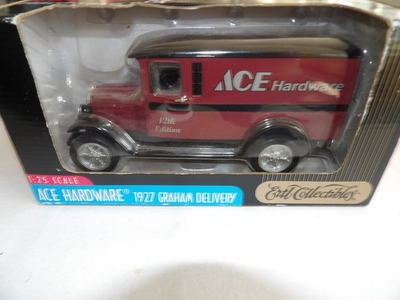 ACE Hardware
12th
Edition
1:25 SCALE
ACE HARDWARE® 1927 GRAHAM DELIVERY
Ertl Collectibles